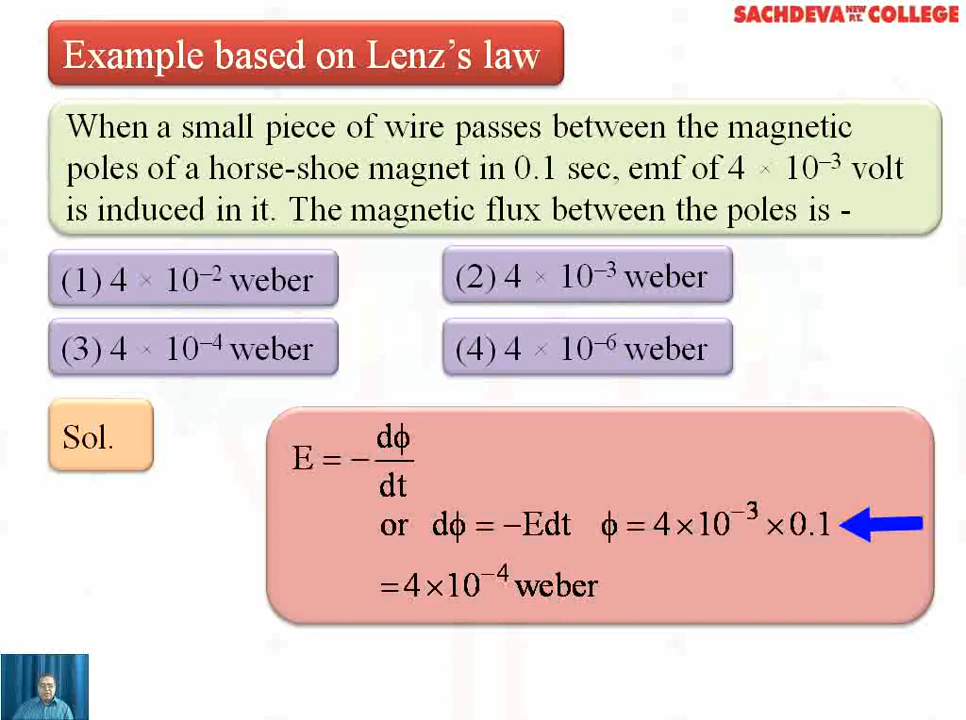 SACHDEVA NEW P.T. COLLEGE
Example based on Lenz's law
When a small piece of wire passes between the magnetic
poles of a horse-shoe magnet in 0.1 sec, emf of 4 × 10⁻³ volt
is induced in it. The magnetic flux between the poles is -
(1) 4 × 10⁻² weber
(2) 4 × 10⁻³ weber
(3) 4 × 10⁻⁴ weber
(4) 4 × 10⁻⁶ weber
Sol.
E = − dϕ/dt
or dϕ = −Edt ϕ = 4×10⁻³ ×0.1
= 4×10⁻⁴ weber